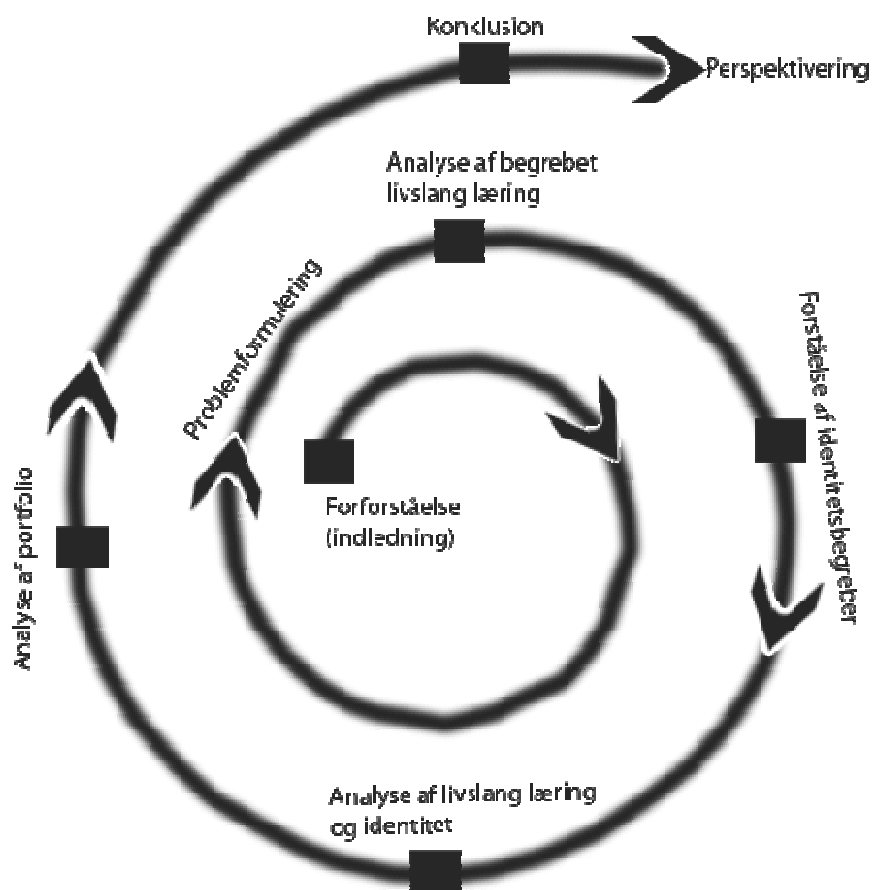 Konklusion
Perspektivering
Analyse af begrebet
livslang læring
Problemformulering
Forståelse af identitetsbegreber
Forforståelse
(indledning)
Analyse af portfolio
Analyse af livslang læring
og identitet